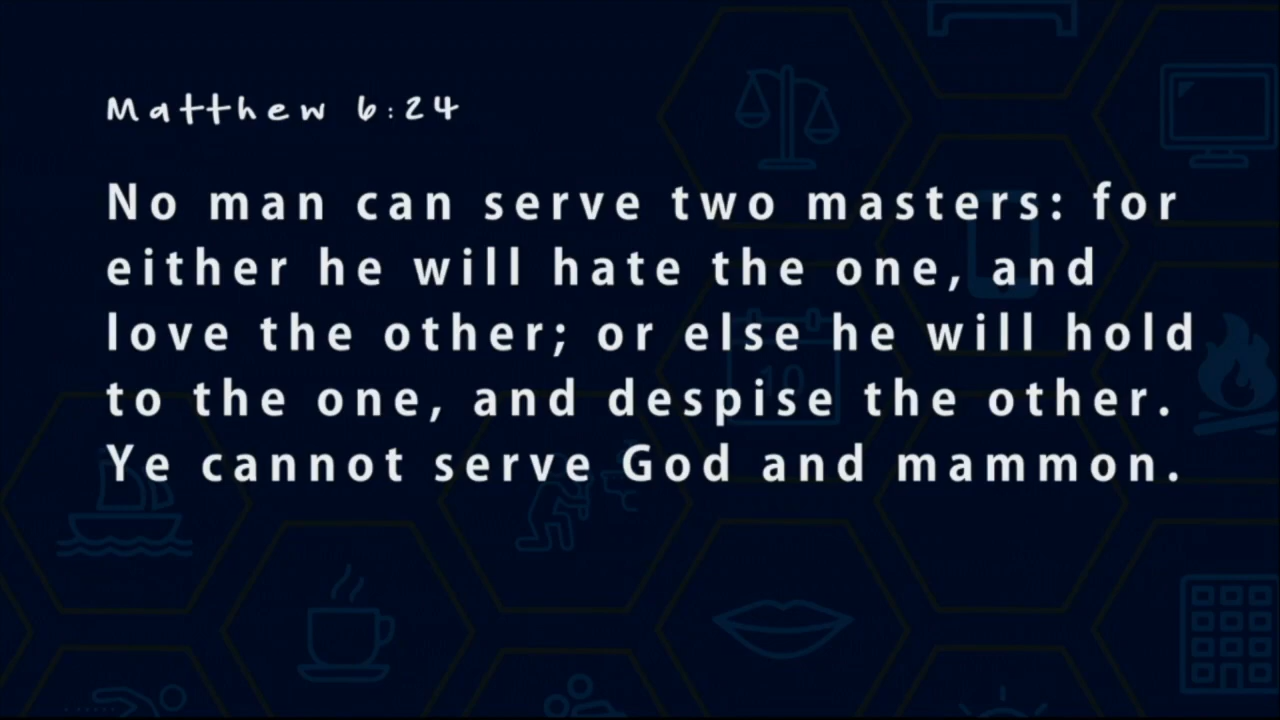 Matthew 6:24
No man can serve two masters: for
either he will hate the one, and
love the other; or else he will hold
to the one, and despise the other.
Ye cannot serve God and mammon.
10